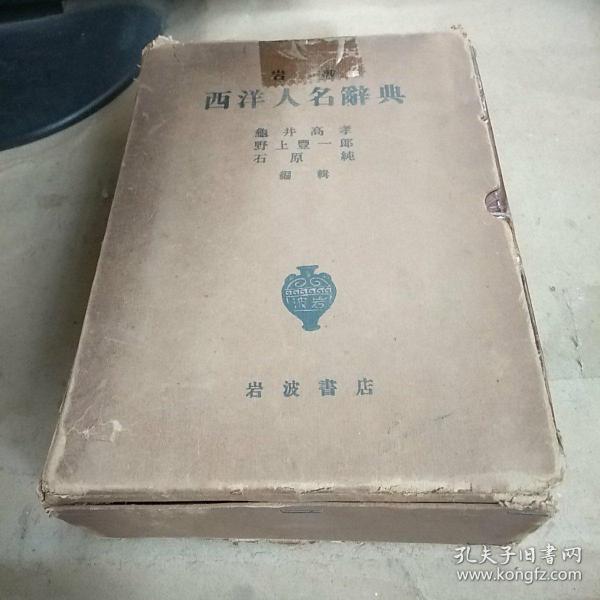 岩波
西洋人名辭典
龜井高孝
野上豐一郎
石原純
編輯
波岩
岩波書店
孔夫子旧书网
www.kongfz.com